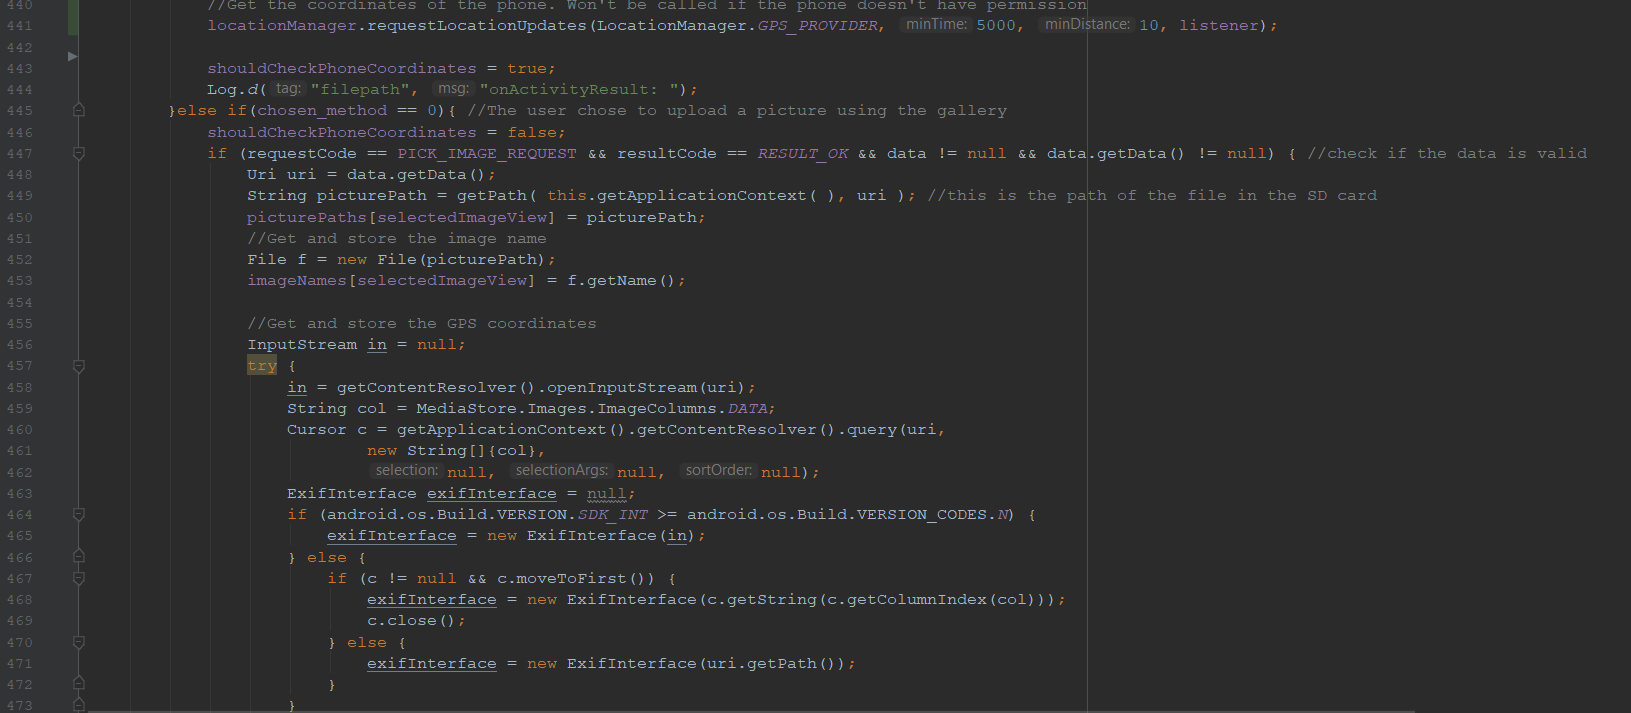 440 //Get the coordinates of the phone. Won't be called if the phone doesn't have permission
441 locationManager.requestLocationUpdates(LocationManager.GPS_PROVIDER, minTime: 5000, minDistance: 10, listener);
442
443 shouldCheckPhoneCoordinates = true;
444 Log.d( tag: "filepath", msg: "onActivityResult: ");
445 }else if(chosen_method == 0){ //The user chose to upload a picture using the gallery
446 shouldCheckPhoneCoordinates = false;
447 if (requestCode == PICK_IMAGE_REQUEST && resultCode == RESULT_OK && data != null && data.getData() != null) { //check if the data is valid
448 Uri uri = data.getData();
449 String picturePath = getPath( this.getApplicationContext( ), uri ); //this is the path of the file in the SD card
450 picturePaths[selectedImageView] = picturePath;
451 //Get and store the image name
452 File f = new File(picturePath);
453 imageNames[selectedImageView] = f.getName();
454
455 //Get and store the GPS coordinates
456 InputStream in = null;
457 try {
458 in = getContentResolver().openInputStream(uri);
459 String col = MediaStore.Images.ImageColumns.DATA;
460 Cursor c = getApplicationContext().getContentResolver().query(uri,
461 new String[]{col},
462 selection: null, selectionArgs: null, sortOrder: null);
463 ExifInterface exifInterface = null;
464 if (android.os.Build.VERSION.SDK_INT >= android.os.Build.VERSION_CODES.N) {
465 exifInterface = new ExifInterface(in);
466 } else {
467 if (c != null && c.moveToFirst()) {
468 exifInterface = new ExifInterface(c.getString(c.getColumnIndex(col)));
469 c.close();
470 } else {
471 exifInterface = new ExifInterface(uri.getPath());
472 }
473 }